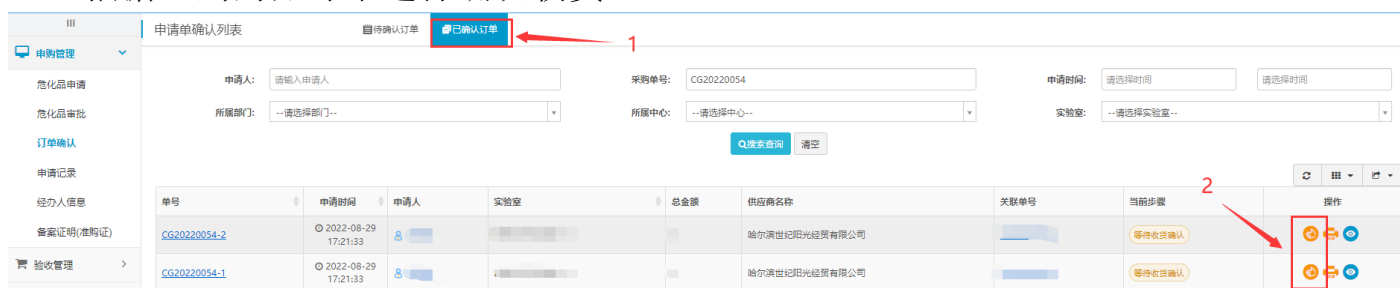 申请单确认列表
待确认订单
已确认订单
1
申购管理
危化品申请
危化品审批
订单确认
申请记录
经办人信息
备案证明(准购证)
验收管理
申请人: 请输入申请人
采购单号: CG20220054
申请时间: 请选择时间 请选择时间
所属部门: --请选择部门--
所属中心: --请选择中心--
实验室: --请选择实验室--
搜索查询 清空
2
单号 申请时间 申请人 实验室 总金额 供应商名称 关联单号 当前步骤 操作
CG20220054-2 2022-08-29 17:21:33 哈尔滨世纪阳光经贸有限公司 等待收货确认
CG20220054-1 2022-08-29 17:21:33 哈尔滨世纪阳光经贸有限公司 等待收货确认